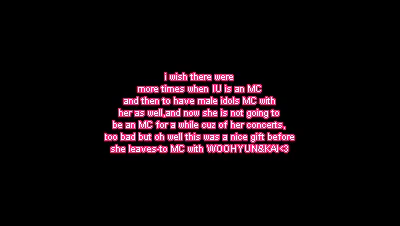 i wish there were
more times when IU is an MC
and then to have male idols MC with
her as well,and now she is not going to
be an MC for a while cuz of her concerts,
too bad but oh well this was a nice gift before
she leaves-to MC with WOOHYUN&KAI<3